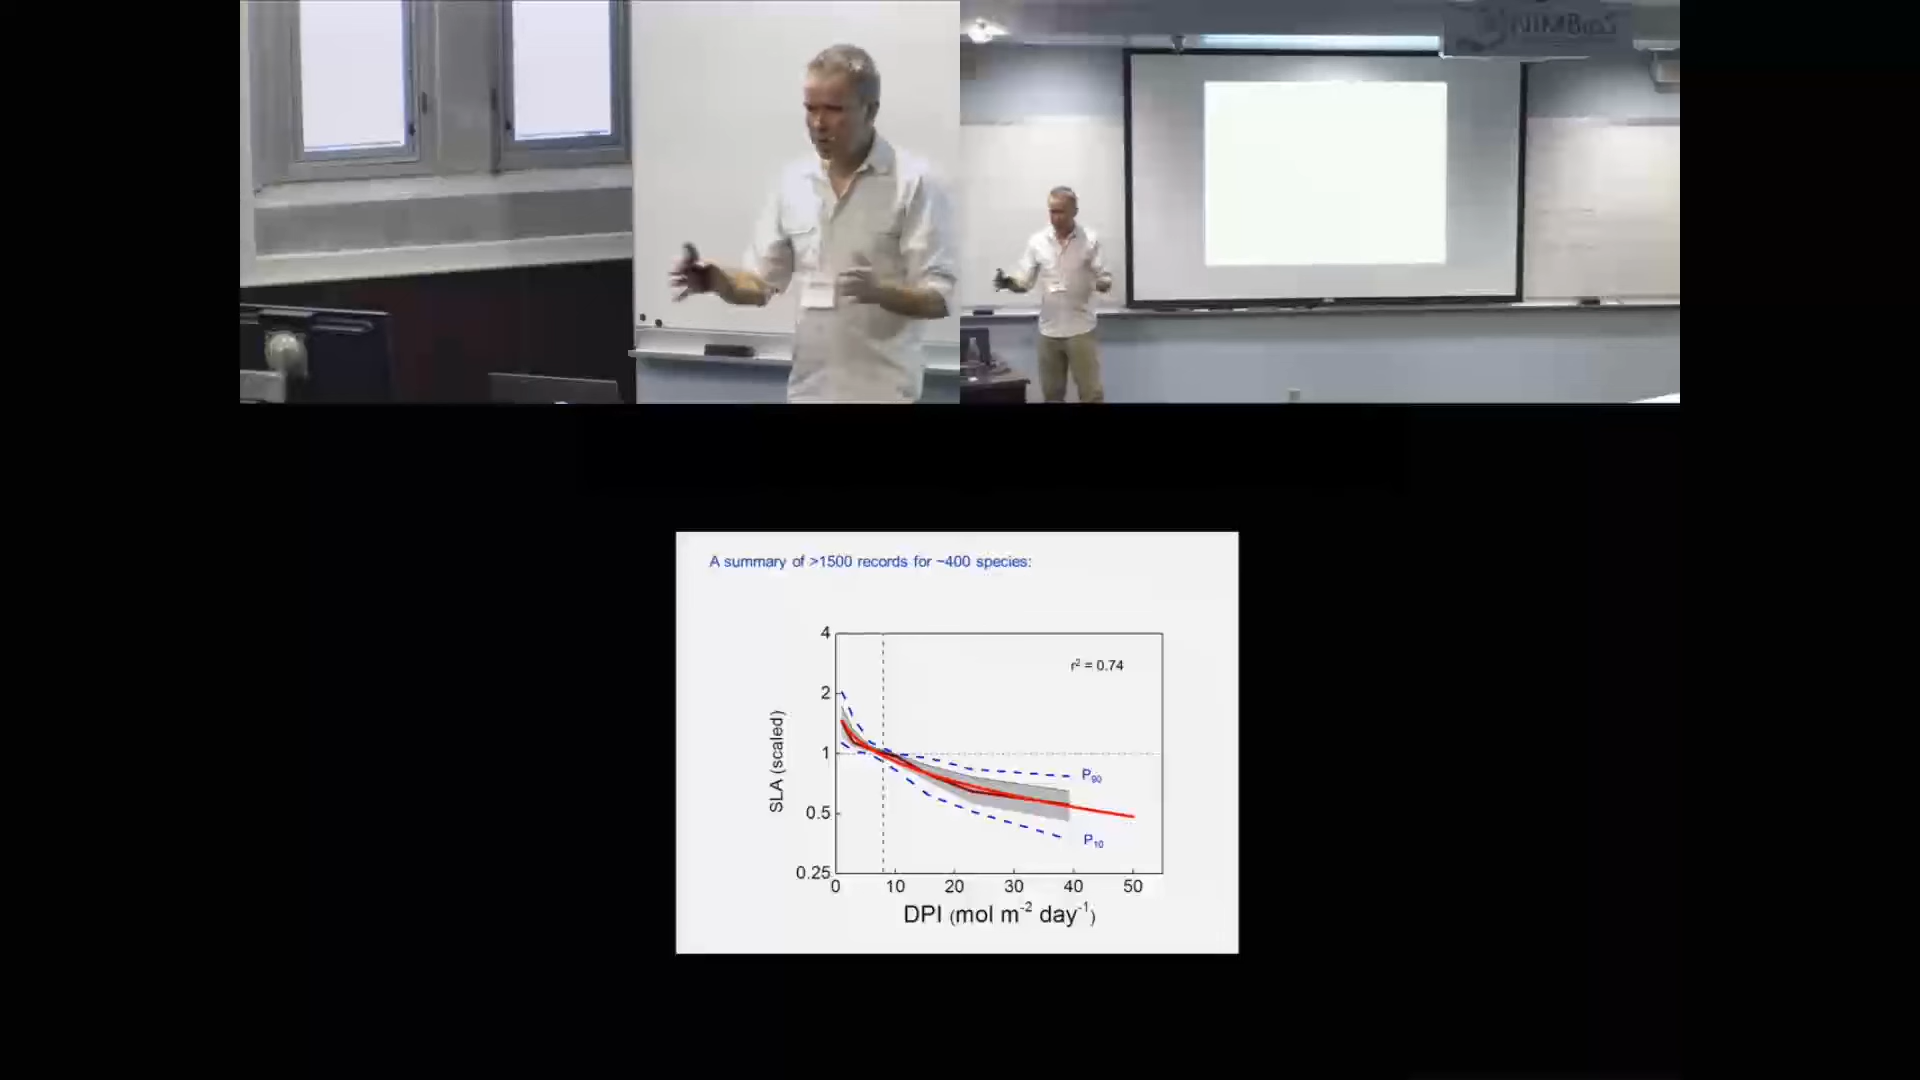 NIMBioS
A summary of >1500 records for ~400 species:
4
r² = 0.74
2
SLA (scaled)
1
P₉₀
0.5
P₁₀
0.25
0 10 20 30 40 50
DPI (mol m⁻² day⁻¹)